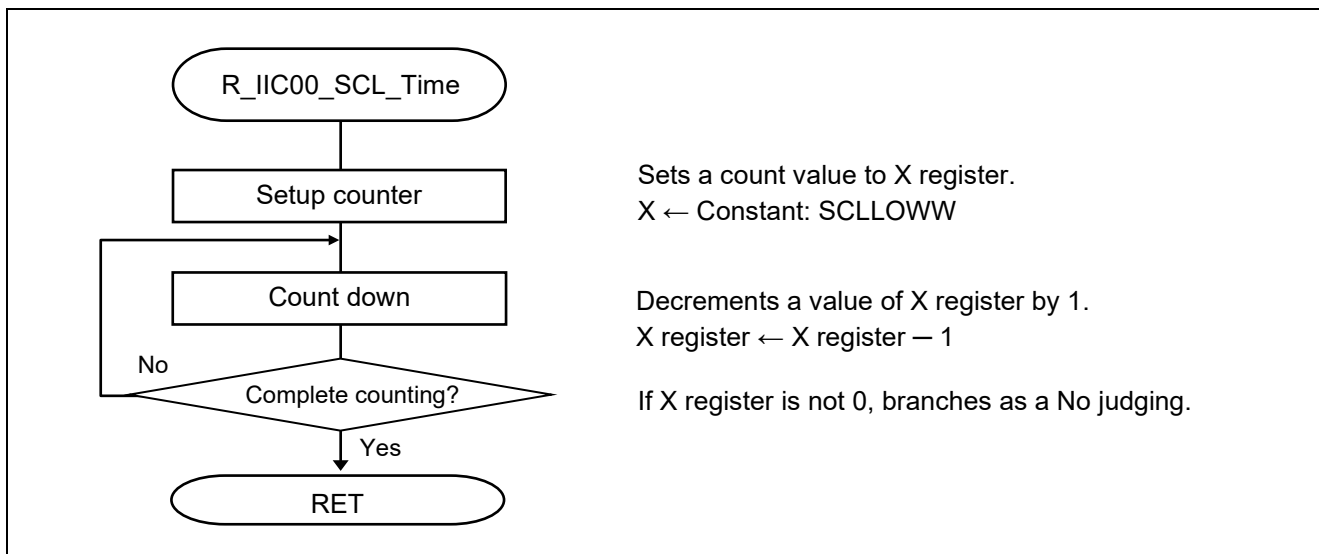 R_IIC00_SCL_Time
Setup counter
Sets a count value to X register.
X ← Constant: SCLLOWW
Count down
Decrements a value of X register by 1.
X register ← X register ─ 1
No
Complete counting?
If X register is not 0, branches as a No judging.
Yes
RET